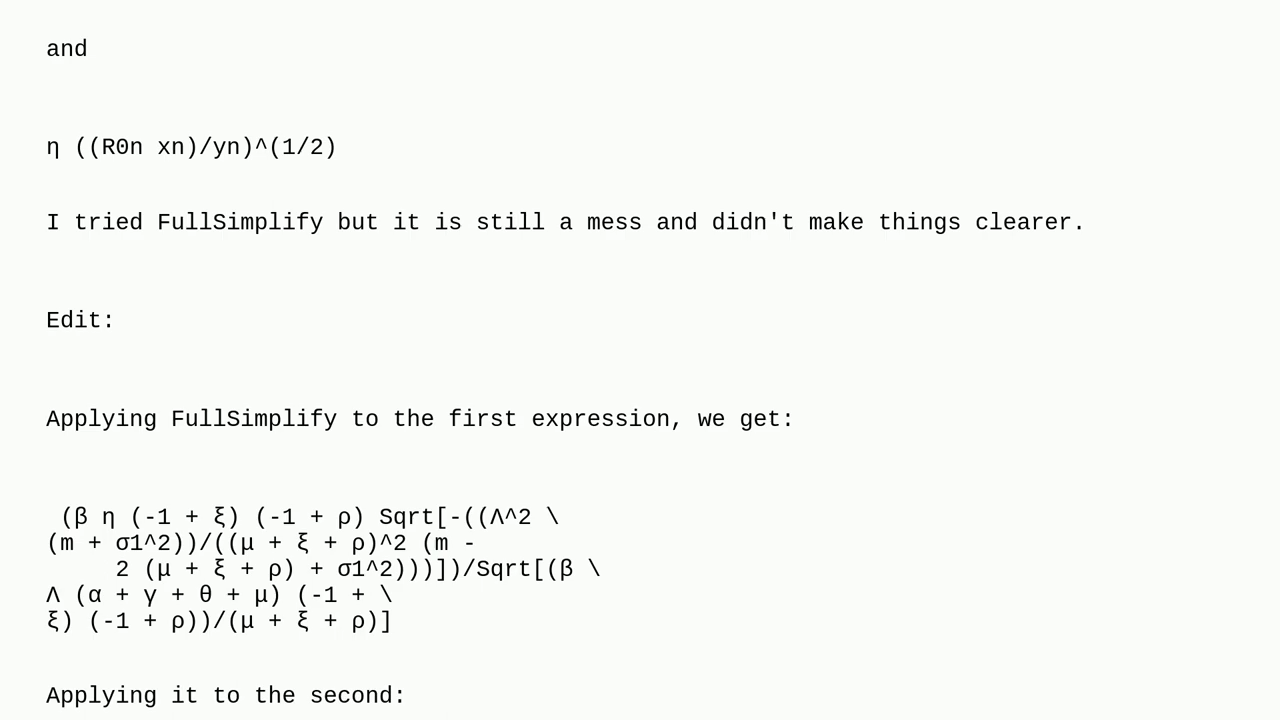 and
η ((R0n xn)/yn)^(1/2)
I tried FullSimplify but it is still a mess and didn't make things clearer.
Edit:
Applying FullSimplify to the first expression, we get:
(β η (-1 + ξ) (-1 + ρ) Sqrt[-((Λ^2 \
(m + σ1^2))/((μ + ξ + ρ)^2 (m -
2 (μ + ξ + ρ) + σ1^2)))])/Sqrt[(β \
Λ (α + γ + θ + μ) (-1 + \
ξ) (-1 + ρ))/(μ + ξ + ρ)]
Applying it to the second: